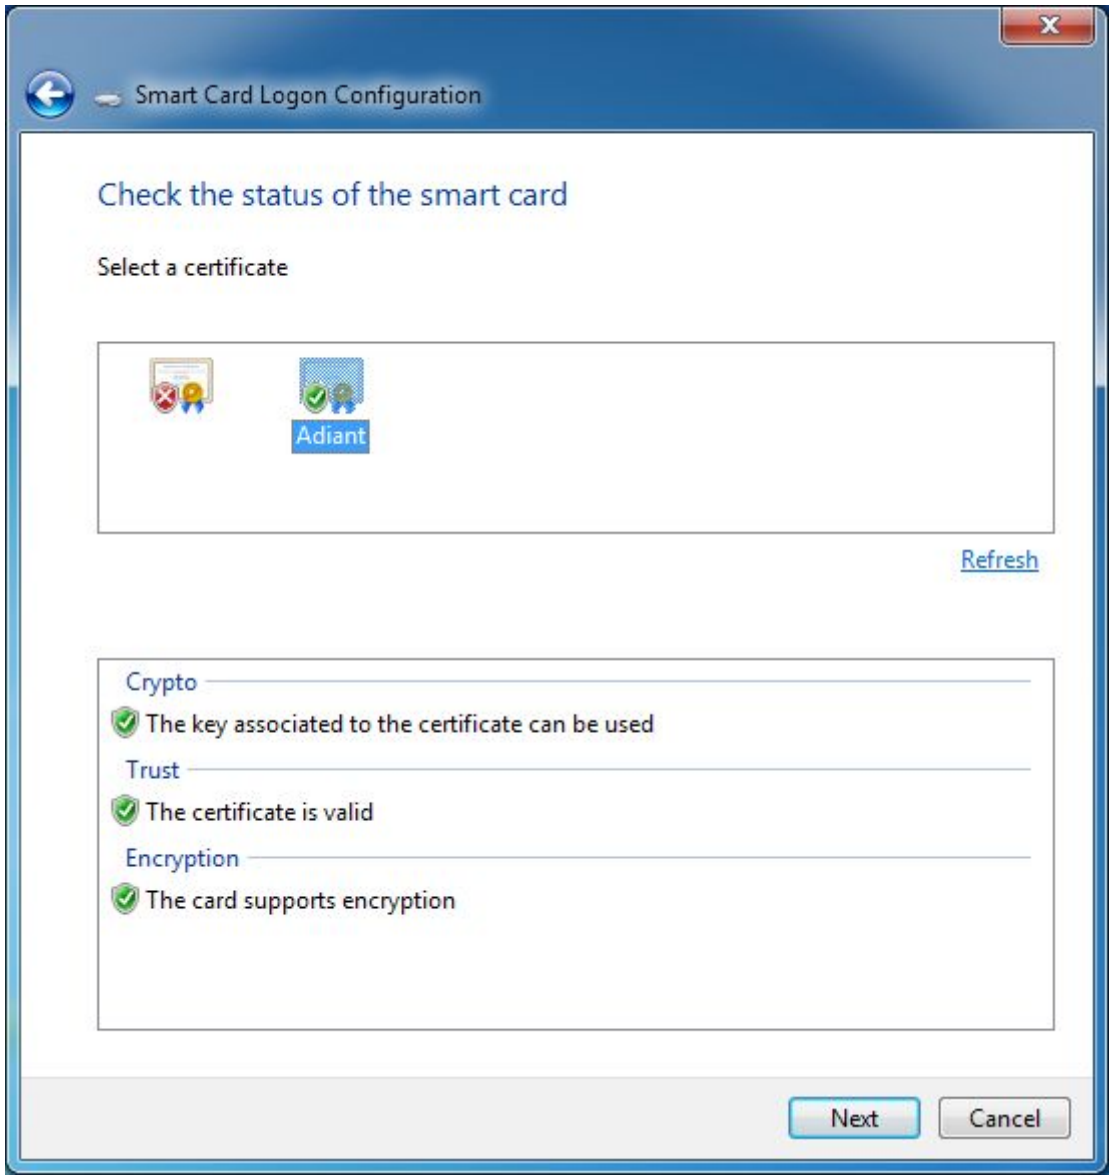 Smart Card Logon Configuration
Check the status of the smart card
Select a certificate
Adiant
Refresh
Crypto
The key associated to the certificate can be used
Trust
The certificate is valid
Encryption
The card supports encryption
Next
Cancel